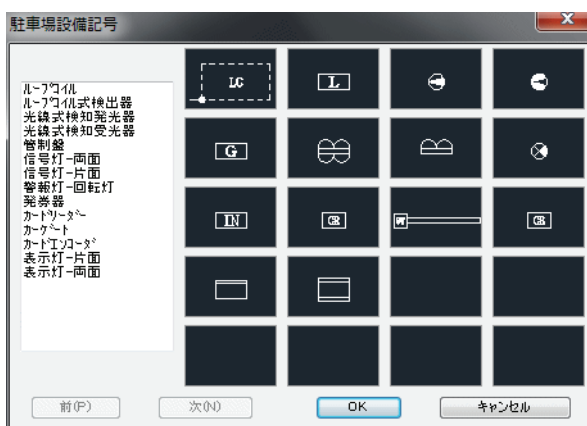 駐車場設備記号
ループコイル
ループコイル式検出器
光線式検知発光器
光線式検知受光器
管制盤
信号灯-両面
信号灯-片面
警報灯-回転灯
発券器
カードリーダー
カーゲート
カードエンコーダ
表示灯-片面
表示灯-両面
LC
L
G
IN
CR
CR
前(P)
次(N)
OK
キャンセル